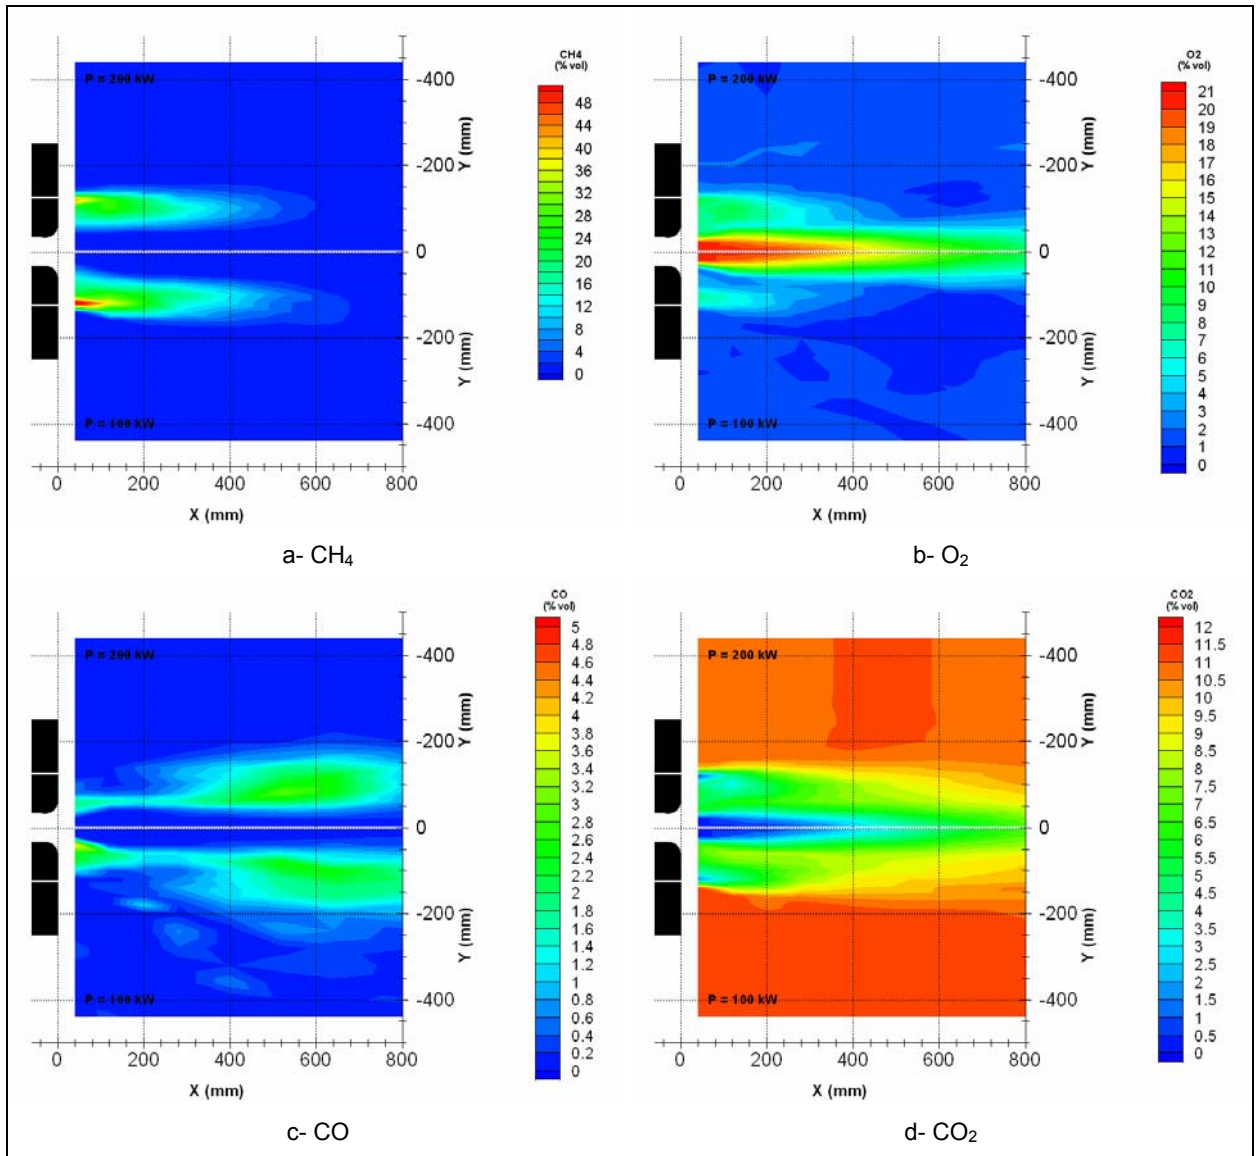 CH4
(% vol)
48
44
40
36
32
28
24
20
16
12
8
4
0
P = 200 kW
P = 100 kW
-400
-200
0
-200
-400
Y (mm)
Y (mm)
0 200 400 600 800
X (mm)
a- CH₄
O2
(% vol)
21
20
19
18
17
16
15
14
13
12
11
10
9
8
7
6
5
4
3
2
1
0
P = 200 kW
P = 100 kW
-400
-200
0
-200
-400
Y (mm)
Y (mm)
0 200 400 600 800
X (mm)
b- O₂
CO
(% vol)
5
4.8
4.6
4.4
4.2
4
3.8
3.6
3.4
3.2
3
2.8
2.6
2.4
2.2
2
1.8
1.6
1.4
1.2
1
0.8
0.6
0.4
0.2
0
P = 200 kW
P = 100 kW
-400
-200
0
-200
-400
Y (mm)
Y (mm)
0 200 400 600 800
X (mm)
c- CO
CO2
(% vol)
12
11.5
11
10.5
10
9.5
9
8.5
8
7.5
7
6.5
6
5.5
5
4.5
4
3.5
3
2.5
2
1.5
1
0.5
0
P = 200 kW
P = 100 kW
-400
-200
0
-200
-400
Y (mm)
Y (mm)
0 200 400 600 800
X (mm)
d- CO₂